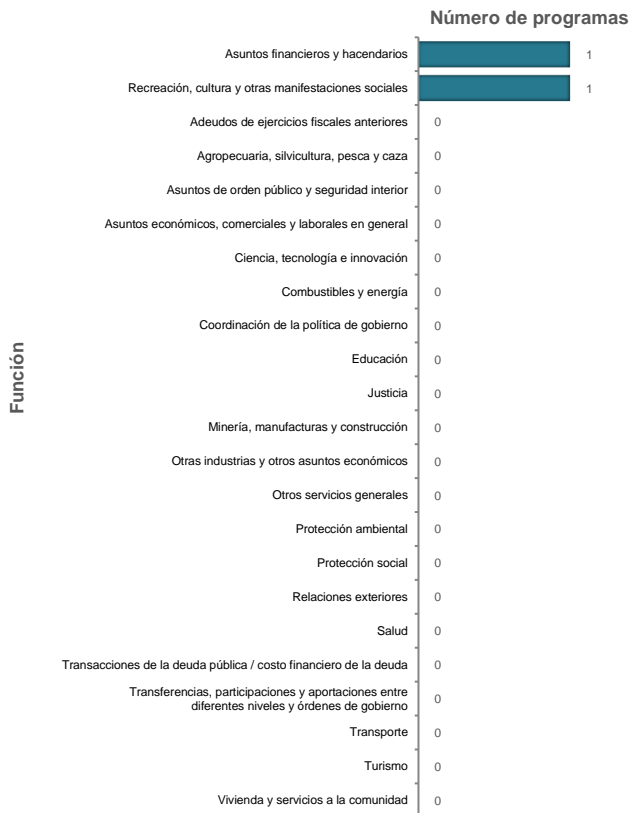 Número de programas
Función
Asuntos financieros y hacendarios 1
Recreación, cultura y otras manifestaciones sociales 1
Adeudos de ejercicios fiscales anteriores 0
Agropecuaria, silvicultura, pesca y caza 0
Asuntos de orden público y seguridad interior 0
Asuntos económicos, comerciales y laborales en general 0
Ciencia, tecnología e innovación 0
Combustibles y energía 0
Coordinación de la política de gobierno 0
Educación 0
Justicia 0
Minería, manufacturas y construcción 0
Otras industrias y otros asuntos económicos 0
Otros servicios generales 0
Protección ambiental 0
Protección social 0
Relaciones exteriores 0
Salud 0
Transacciones de la deuda pública / costo financiero de la deuda 0
Transferencias, participaciones y aportaciones entre
diferentes niveles y órdenes de gobierno 0
Transporte 0
Turismo 0
Vivienda y servicios a la comunidad 0